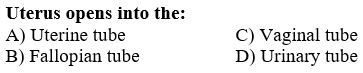 Uterus opens into the:
A) Uterine tube C) Vaginal tube
B) Fallopian tube D) Urinary tube